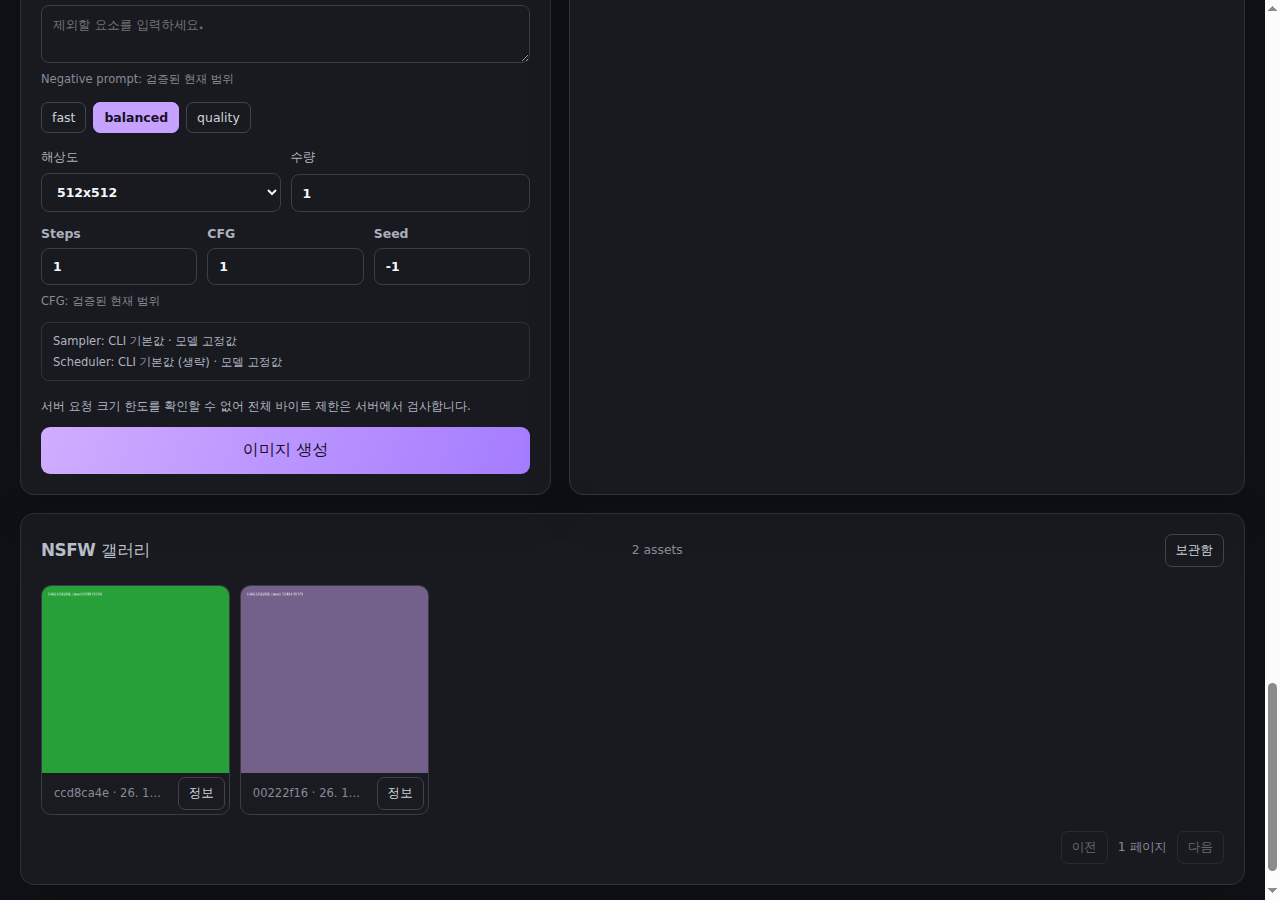 제외할 요소를 입력하세요.
Negative prompt: 검증된 현재 범위
fast
balanced
quality
해상도
수량
512x512
1
Steps
CFG
Seed
1
1
-1
CFG: 검증된 현재 범위
Sampler: CLI 기본값 · 모델 고정값
Scheduler: CLI 기본값 (생략) · 모델 고정값
서버 요청 크기 한도를 확인할 수 없어 전체 바이트 제한은 서버에서 검사합니다.
이미지 생성
NSFW 갤러리
2 assets
보관함
ccd8ca4e · 26. 1…
정보
00222f16 · 26. 1…
정보
이전
1 페이지
다음